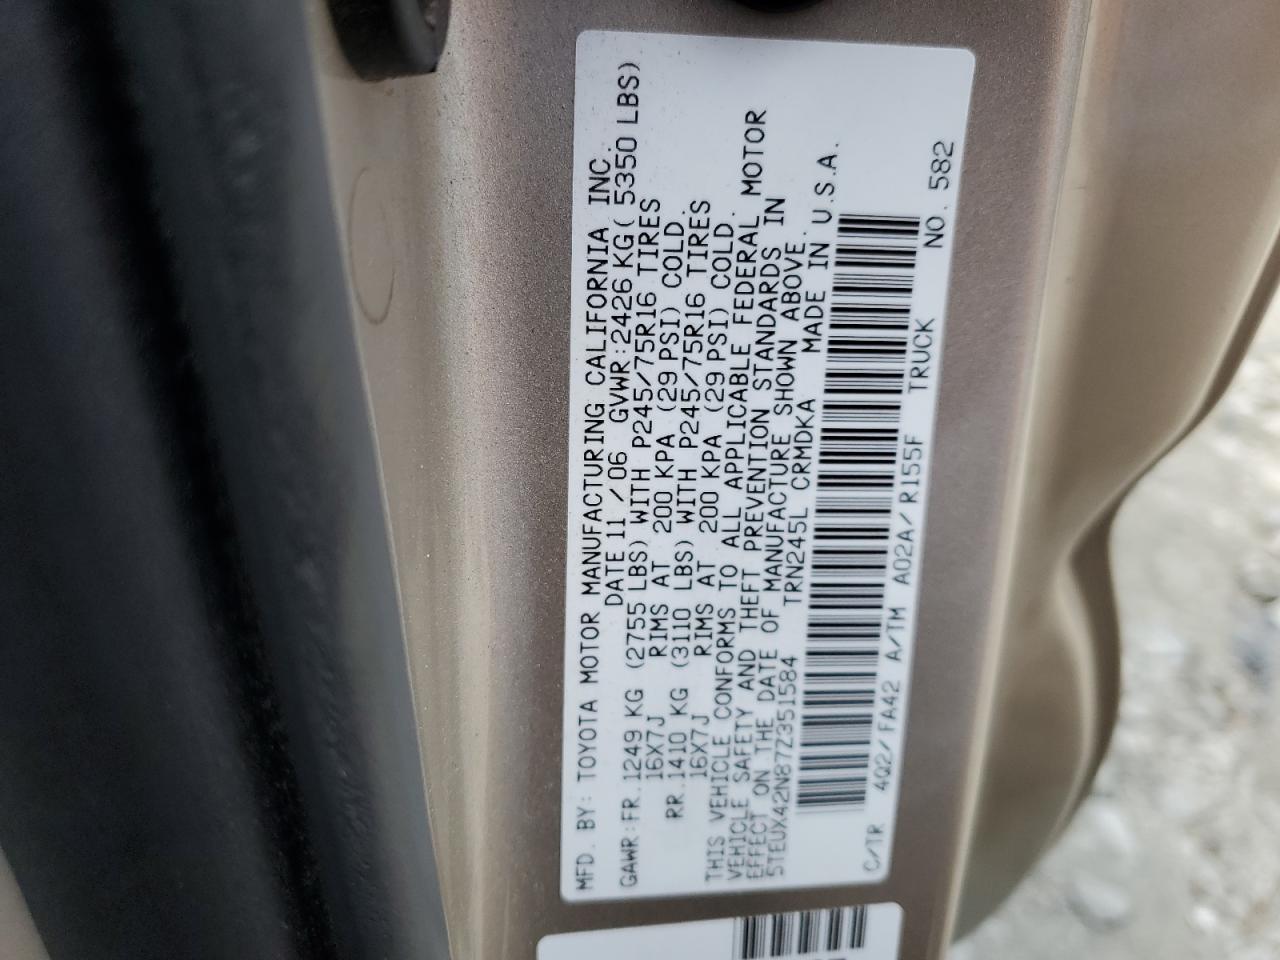 MFD. BY: TOYOTA MOTOR MANUFACTURING CALIFORNIA INC.
DATE 11 / 06 GVWR:2426 KG( 5350 LBS)
GAWR:FR. 1249 KG (2755 LBS) WITH P245/75R16 TIRES
16X7J RIMS AT 200 KPA (29 PSI) COLD.
RR. 1410 KG (3110 LBS) WITH P245/75R16 TIRES
16X7J RIMS AT 200 KPA (29 PSI) COLD.
THIS VEHICLE CONFORMS TO ALL APPLICABLE FEDERAL MOTOR
VEHICLE SAFETY AND THEFT PREVENTION STANDARDS IN
EFFECT ON THE DATE OF MANUFACTURE SHOWN ABOVE.
5TEUX42N87Z351584 TRN245L CRMDKA MADE IN U.S.A.
C/TR 4Q2/FA42 A/TM A02A/R155F TRUCK NO. 582